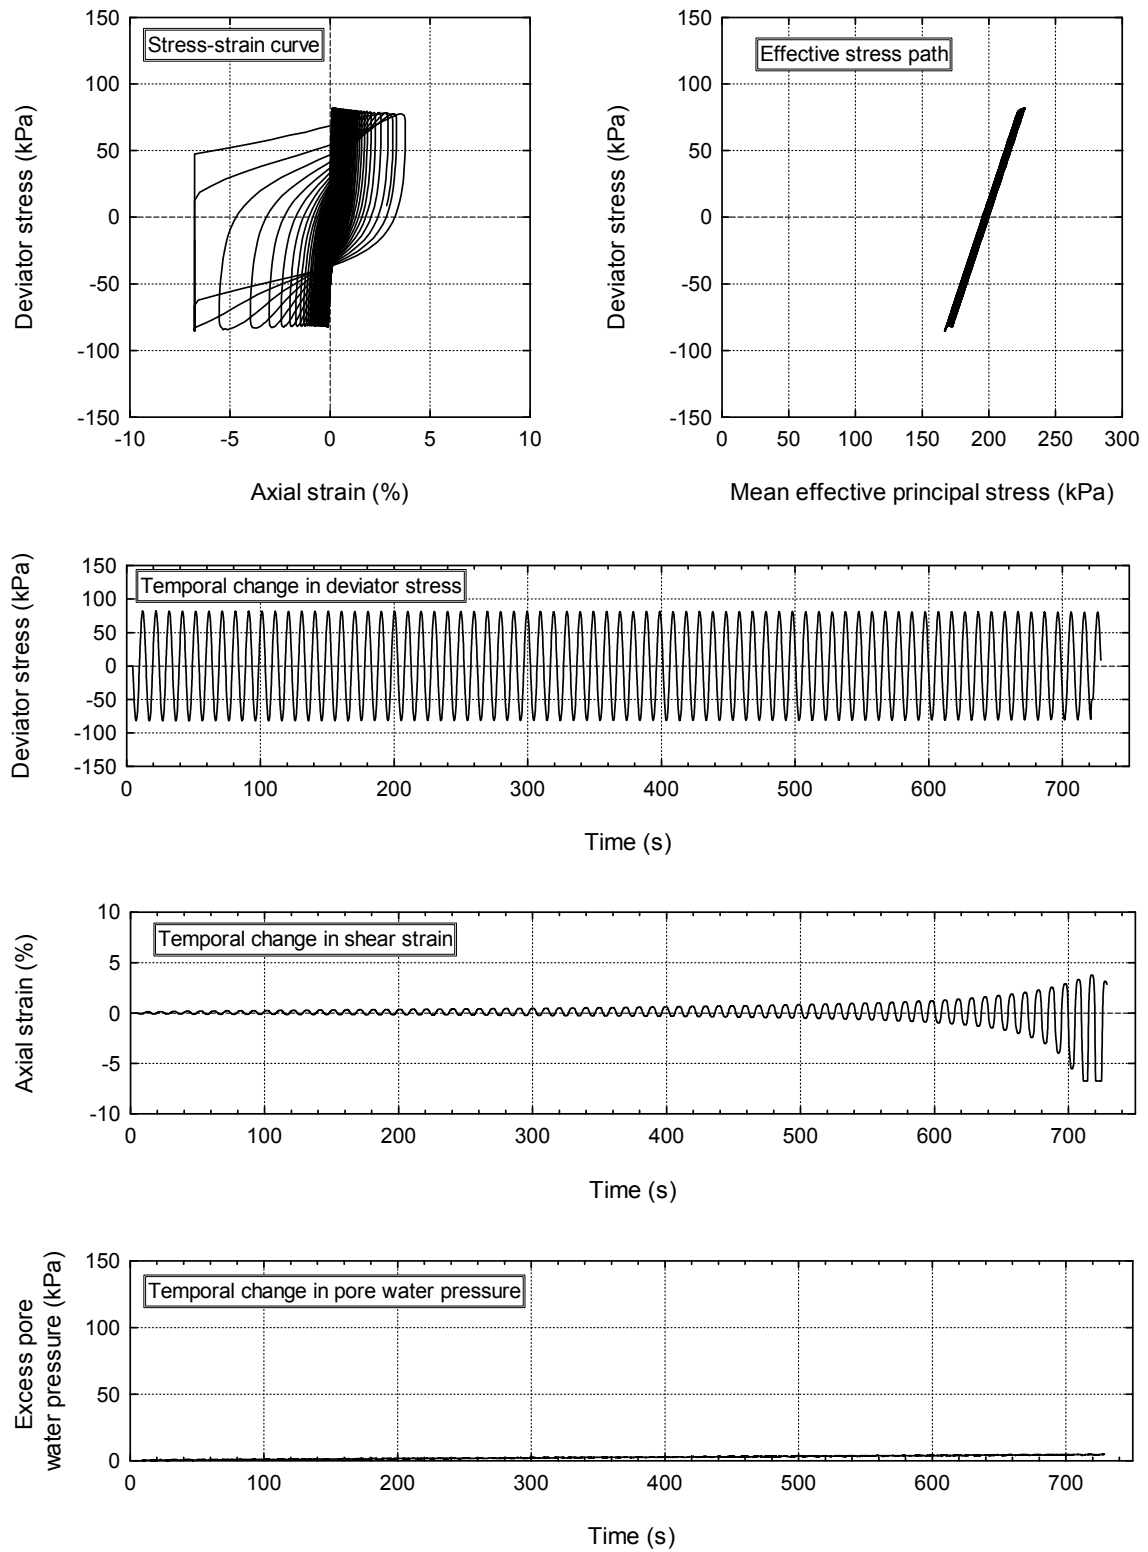 Stress-strain curve
150
100
50
0
-50
-100
-150
Deviator stress (kPa)
-10 -5 0 5 10
Axial strain (%)
Effective stress path
150
100
50
0
-50
-100
-150
Deviator stress (kPa)
0 50 100 150 200 250 300
Mean effective principal stress (kPa)
Temporal change in deviator stress
150
100
50
0
-50
-100
-150
Deviator stress (kPa)
0 100 200 300 400 500 600 700
Time (s)
Temporal change in shear strain
10
5
0
-5
-10
Axial strain (%)
0 100 200 300 400 500 600 700
Time (s)
Temporal change in pore water pressure
150
100
50
0
Excess pore
water pressure (kPa)
0 100 200 300 400 500 600 700
Time (s)